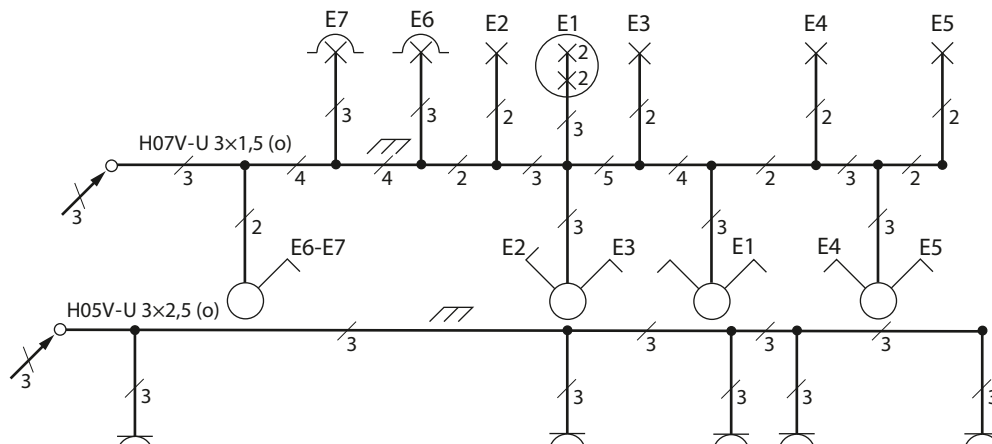 E7 E6 E2 E1 E3 E4 E5
2
2
3 3 2 3 2 2 2
H07V-U 3×1,5 (o)
3 4 4 2 3 5 4 2 3 2
3
2 3 3 3
E6-E7 E2 E3 E1 E4 E5
H05V-U 3×2,5 (o)
3 3 3 3
3
3 3 3 3 3